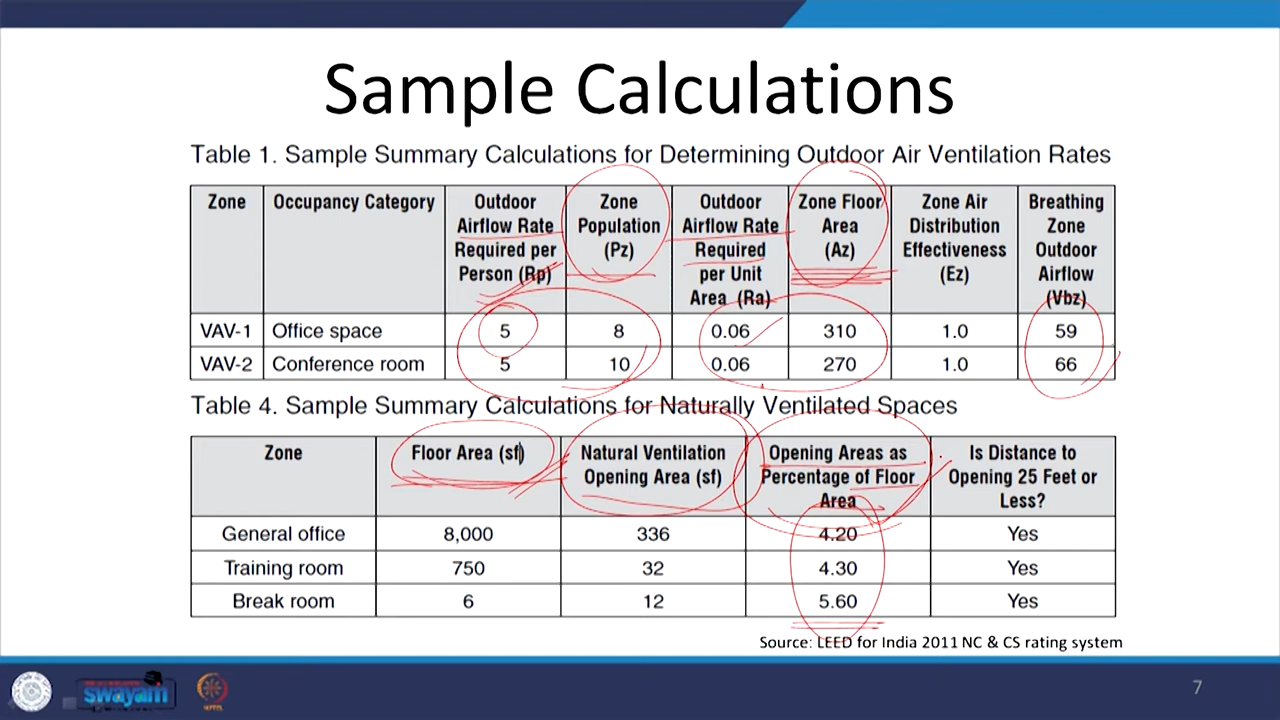 Sample Calculations
Table 1. Sample Summary Calculations for Determining Outdoor Air Ventilation Rates
Zone Occupancy Category Outdoor Airflow Rate Required per Person (Rp) Zone Population (Pz) Outdoor Airflow Rate Required per Unit Area (Ra) Zone Floor Area (Az) Zone Air Distribution Effectiveness (Ez) Breathing Zone Outdoor Airflow (Vbz)
VAV-1 Office space 5 8 0.06 310 1.0 59
VAV-2 Conference room 5 10 0.06 270 1.0 66
Table 4. Sample Summary Calculations for Naturally Ventilated Spaces
Zone Floor Area (sf) Natural Ventilation Opening Area (sf) Opening Areas as Percentage of Floor Area Is Distance to Opening 25 Feet or Less?
General office 8,000 336 4.20 Yes
Training room 750 32 4.30 Yes
Break room 6 12 5.60 Yes
Source: LEED for India 2011 NC & CS rating system
swayam
7